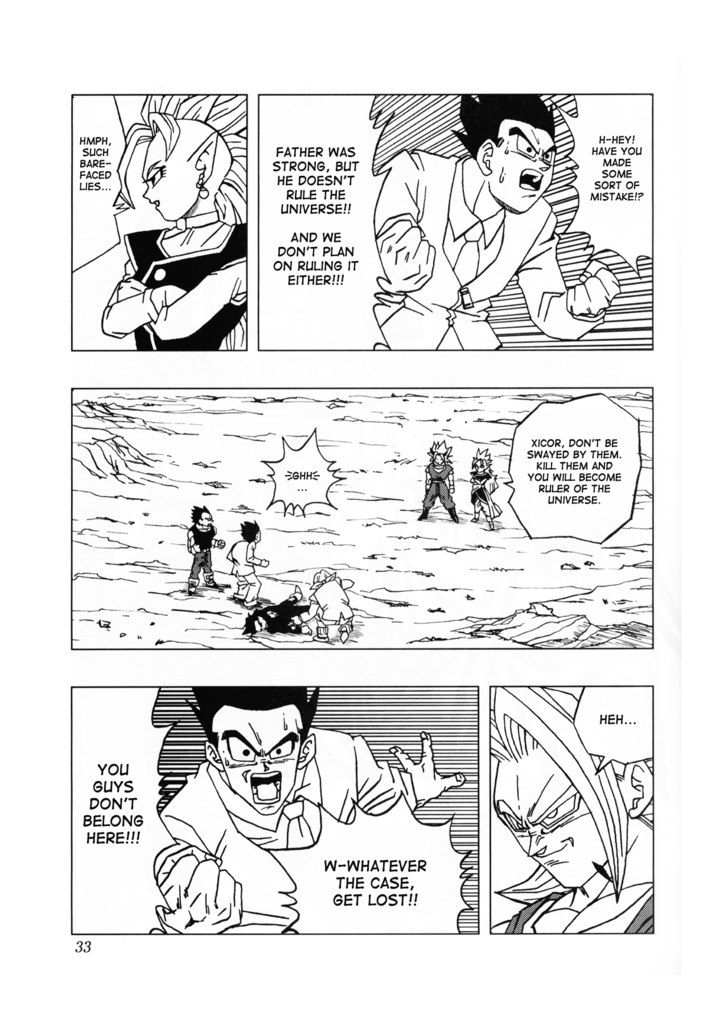 H-HEY!
HAVE YOU
MADE
SOME
SORT OF
MISTAKE!?
FATHER WAS
STRONG, BUT
HE DOESN'T
RULE THE
UNIVERSE!!
AND WE
DON'T PLAN
ON RULING IT
EITHER!!!
HMPH,
SUCH
BARE-
FACED
LIES...
XICOR, DON'T BE
SWAYED BY THEM.
KILL THEM AND
YOU WILL BECOME
RULER OF THE
UNIVERSE.
GHH
...
HEH...
W-WHATEVER
THE CASE,
GET LOST!!
YOU
GUYS
DON'T
BELONG
HERE!!!
33